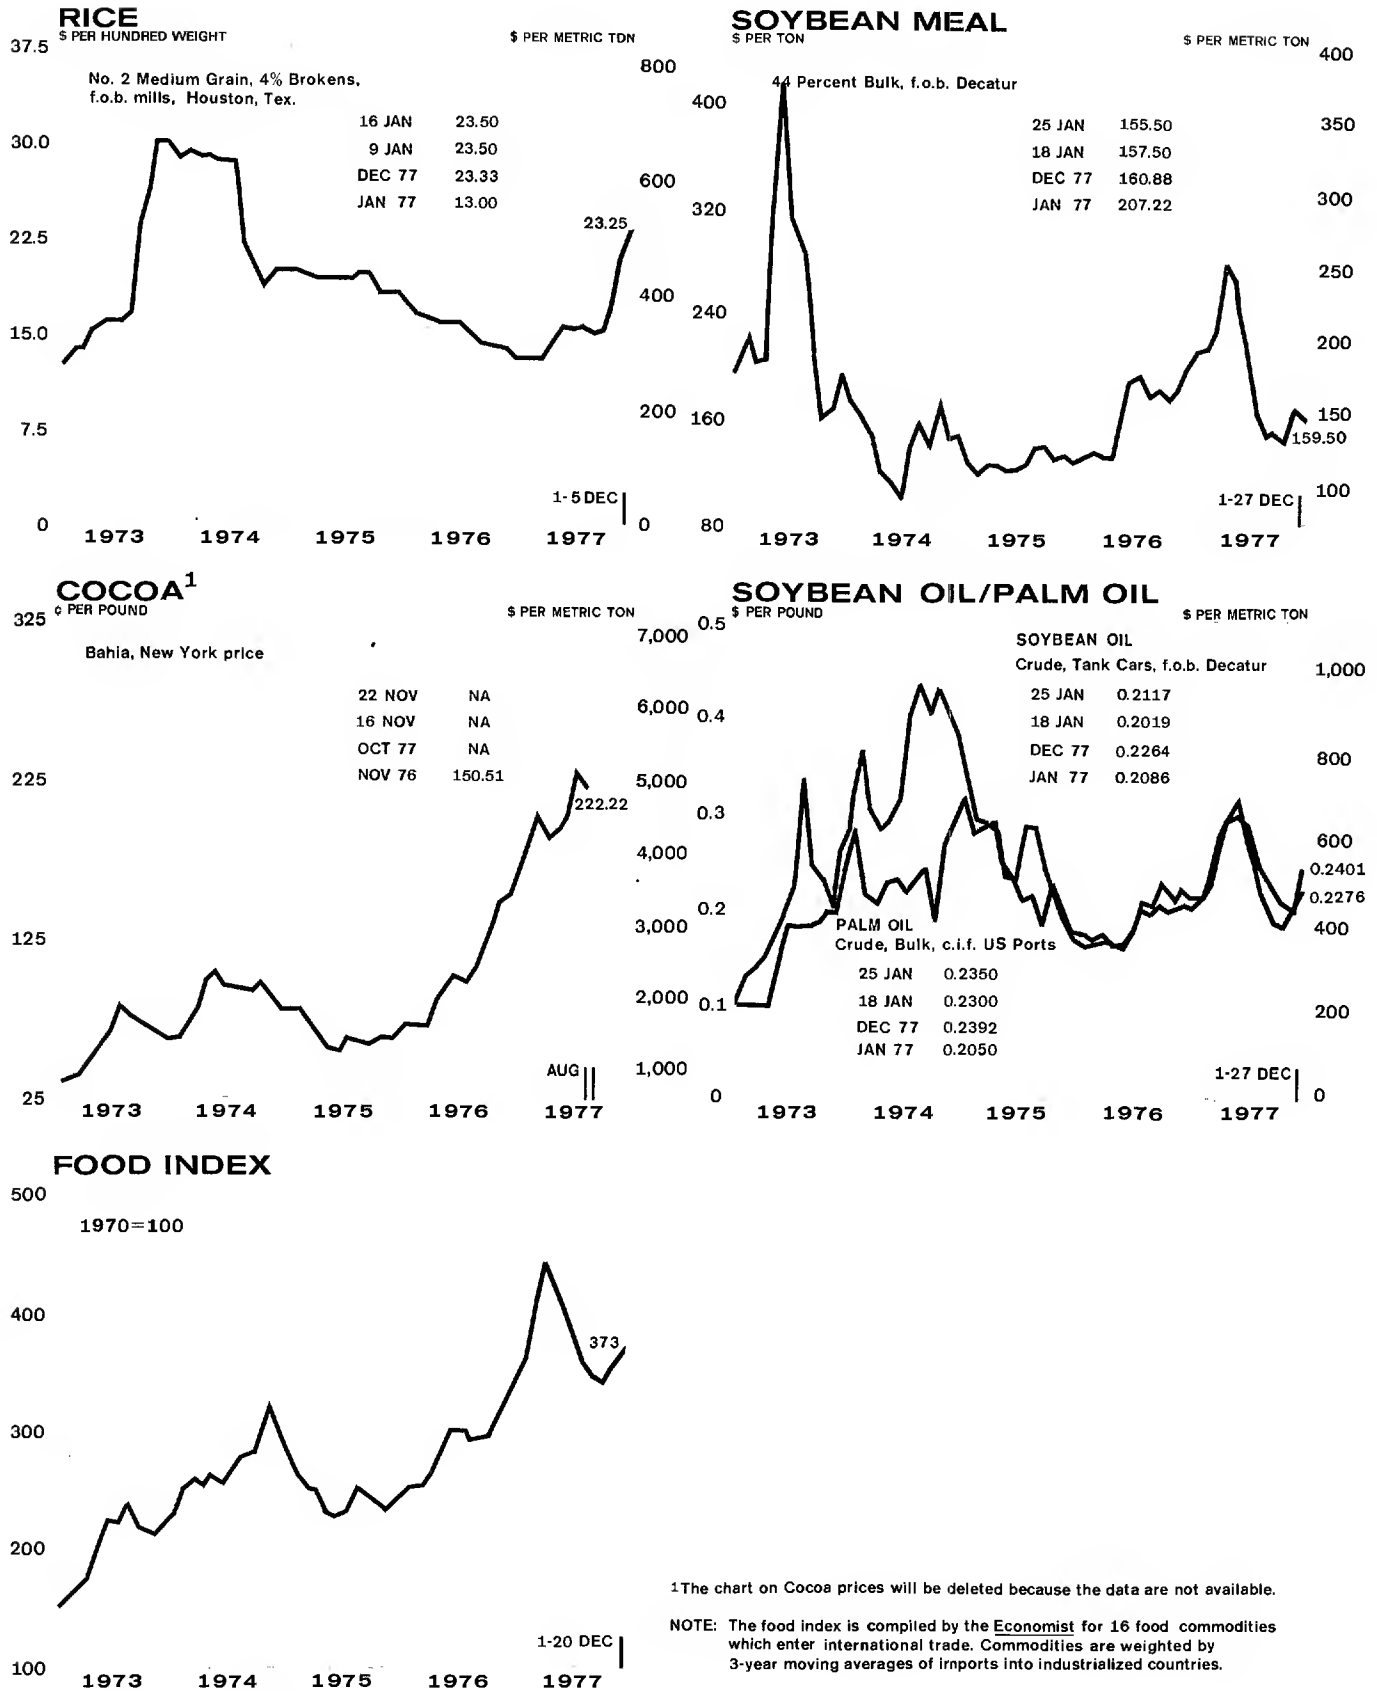 RICE
$ PER HUNDRED WEIGHT
$ PER METRIC TDN
37.5
30.0
22.5
15.0
7.5
0
800
600
400
200
0
No. 2 Medium Grain, 4% Brokens,
f.o.b. mills, Houston, Tex.
16 JAN 23.50
9 JAN 23.50
DEC 77 23.33
JAN 77 13.00
23.25
1-5 DEC
1973 1974 1975 1976 1977
SOYBEAN MEAL
$ PER TON
$ PER METRIC TON
400
320
240
160
80
400
350
300
250
200
150
100
44 Percent Bulk, f.o.b. Decatur
25 JAN 155.50
18 JAN 157.50
DEC 77 160.88
JAN 77 207.22
159.50
1-27 DEC
1973 1974 1975 1976 1977
COCOA1
¢ PER POUND
$ PER METRIC TON
325
225
125
25
7,000
6,000
5,000
4,000
3,000
2,000
1,000
Bahia, New York price
22 NOV NA
16 NOV NA
OCT 77 NA
NOV 76 150.51
222.22
AUG
1973 1974 1975 1976 1977
SOYBEAN OIL/PALM OIL
$ PER POUND
$ PER METRIC TON
0.5
0.4
0.3
0.2
0.1
0
1,000
800
600
400
200
0
SOYBEAN OIL
Crude, Tank Cars, f.o.b. Decatur
25 JAN 0.2117
18 JAN 0.2019
DEC 77 0.2264
JAN 77 0.2086
0.2401
0.2276
PALM OIL
Crude, Bulk, c.i.f. US Ports
25 JAN 0.2350
18 JAN 0.2300
DEC 77 0.2392
JAN 77 0.2050
1-27 DEC
1973 1974 1975 1976 1977
FOOD INDEX
500
400
300
200
100
1970=100
373
1-20 DEC
1973 1974 1975 1976 1977
1The chart on Cocoa prices will be deleted because the data are not available.
NOTE: The food index is compiled by the Economist for 16 food commodities
which enter international trade. Commodities are weighted by
3-year moving averages of imports into industrialized countries.